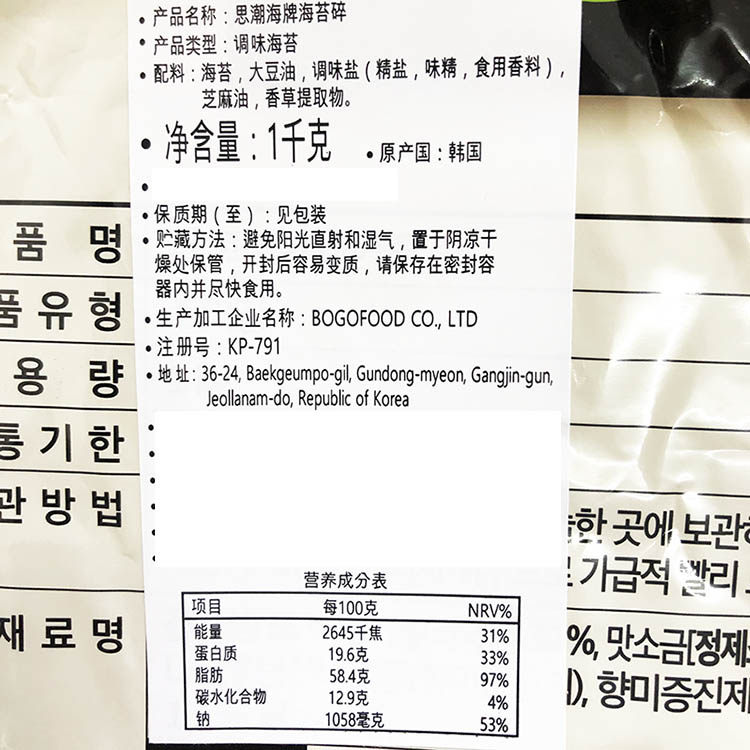 • 产品名称：思潮海牌海苔碎
• 产品类型：调味海苔
• 配料：海苔，大豆油，调味盐（精盐，味精，食用香料），
芝麻油，香草提取物。
• 净含量：1千克 • 原产国：韩国
• 保质期（至）：见包装
• 贮藏方法：避免阳光直射和湿气，置于阴凉干
燥处保管，开封后容易变质，请保存在密封容
器内并尽快食用。
• 生产加工企业名称：BOGOFOOD CO., LTD
• 注册号：KP-791
• 地址：36-24, Baekgeumpo-gil, Gundong-myeon, Gangjin-gun,
Jeollanam-do, Republic of Korea
营养成分表
项目 每100克 NRV%
能量 2645千焦 31%
蛋白质 19.6克 33%
脂肪 58.4克 97%
碳水化合物 12.9克 4%
钠 1058毫克 53%
품 명
품유형
용 량
통기한
관방법
재료명
한 곳에 보관하
가급적 빨리
%, 맛소금[정제소
), 향미증진제